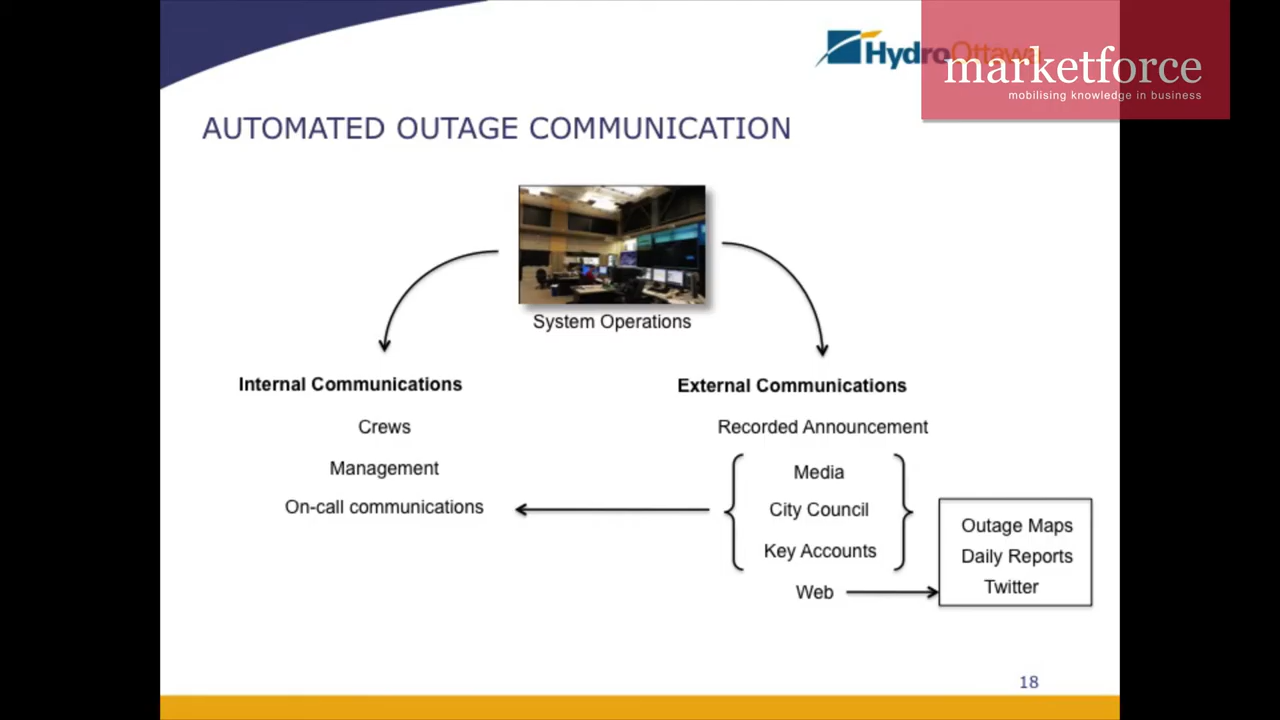 HydroOttawa
marketforce
mobilising knowledge in business
AUTOMATED OUTAGE COMMUNICATION
System Operations
Internal Communications
Crews
Management
On-call communications
External Communications
Recorded Announcement
Media
City Council
Key Accounts
Web
Outage Maps
Daily Reports
Twitter
18